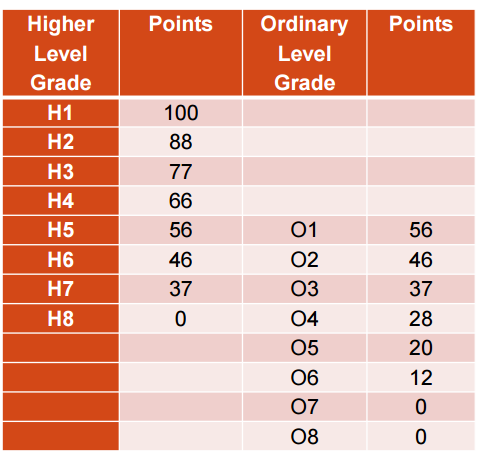 Higher Level Grade Points Ordinary Level Grade Points
H1 100
H2 88
H3 77
H4 66
H5 56 O1 56
H6 46 O2 46
H7 37 O3 37
H8 0 O4 28
O5 20
O6 12
O7 0
O8 0